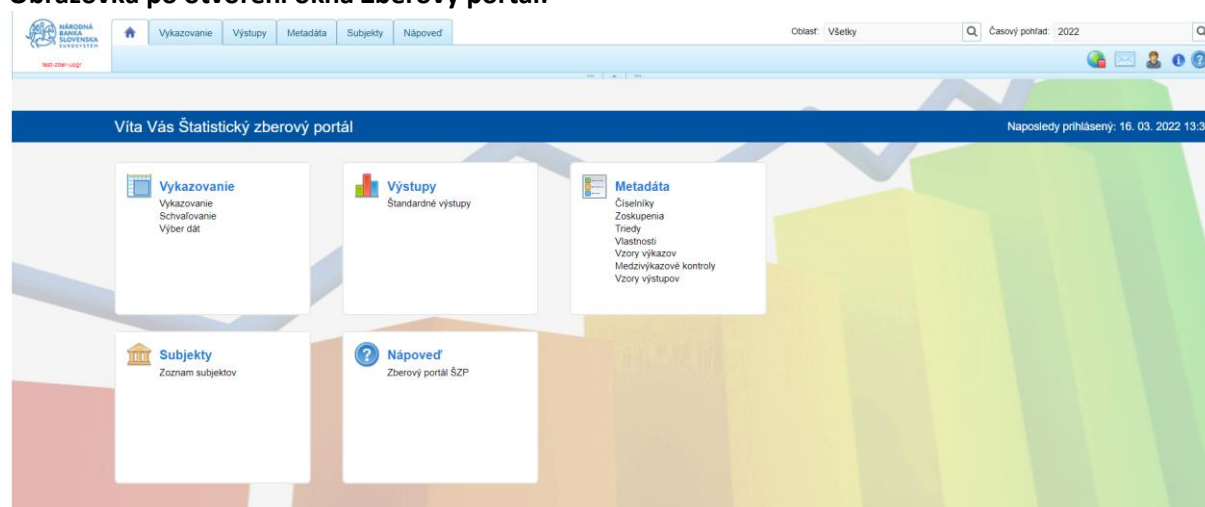 Obrazovka po otvorení okna Zberový portál:
NÁRODNÁ
BANKA
SLOVENSKA
EUROSYSTÉM
test-zber-upgr
Vykazovanie Výstupy Metadáta Subjekty Nápoveď
Oblasť: Všetky Časový pohľad: 2022
Víta Vás Štatistický zberový portál
Naposledy prihlásený: 16. 03. 2022 13:3
Vykazovanie
Vykazovanie
Schvaľovanie
Výber dát
Výstupy
Štandardné výstupy
Metadáta
Číselníky
Zoskupenia
Triedy
Vlastnosti
Vzory výkazov
Medzivýkazové kontroly
Vzory výstupov
Subjekty
Zoznam subjektov
Nápoveď
Zberový portál ŠZP